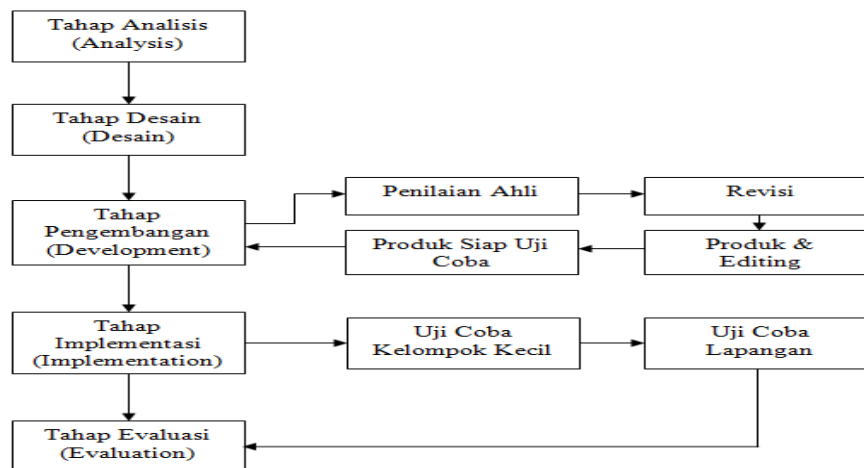 Tahap Analisis
(Analysis)
Tahap Desain
(Desain)
Tahap
Pengembangan
(Development)
Penilaian Ahli
Revisi
Produk Siap Uji
Coba
Produk &
Editing
Tahap
Implementasi
(Implementation)
Uji Coba
Kelompok Kecil
Uji Coba
Lapangan
Tahap Evaluasi
(Evaluation)